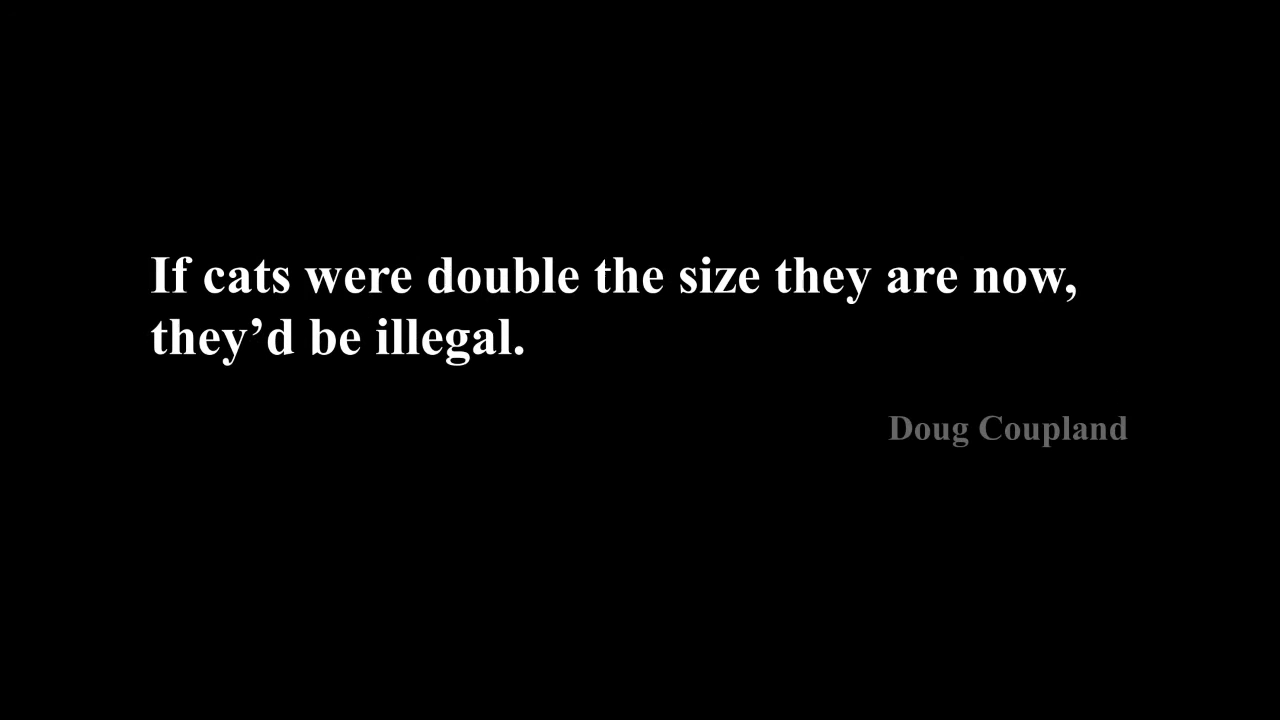 If cats were double the size they are now,
they’d be illegal.
Doug Coupland